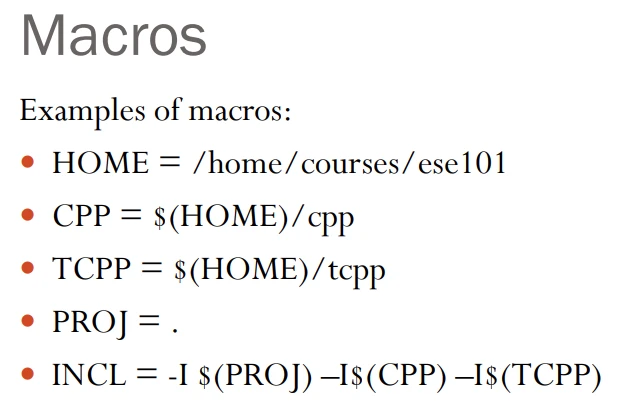 Macros
Examples of macros:
• HOME = /home/courses/ese101
• CPP = $(HOME)/cpp
• TCPP = $(HOME)/tcpp
• PROJ = .
• INCL = -I $(PROJ) –I$(CPP) –I$(TCPP)